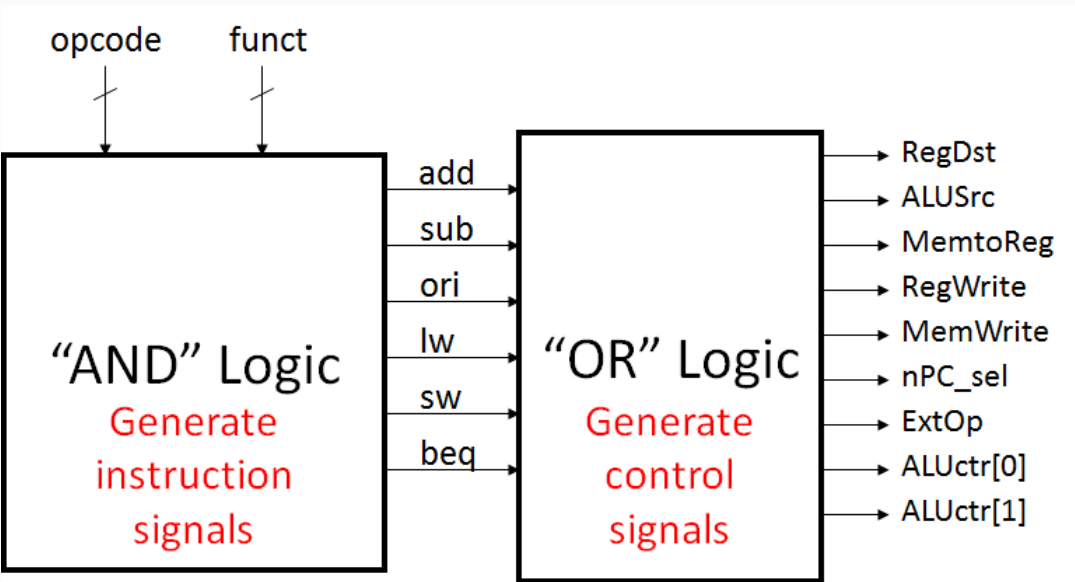 opcode
funct
add
sub
ori
lw
sw
beq
“AND” Logic
Generate
instruction
signals
“OR” Logic
Generate
control
signals
RegDst
ALUSrc
MemtoReg
RegWrite
MemWrite
nPC_sel
ExtOp
ALUctr[0]
ALUctr[1]